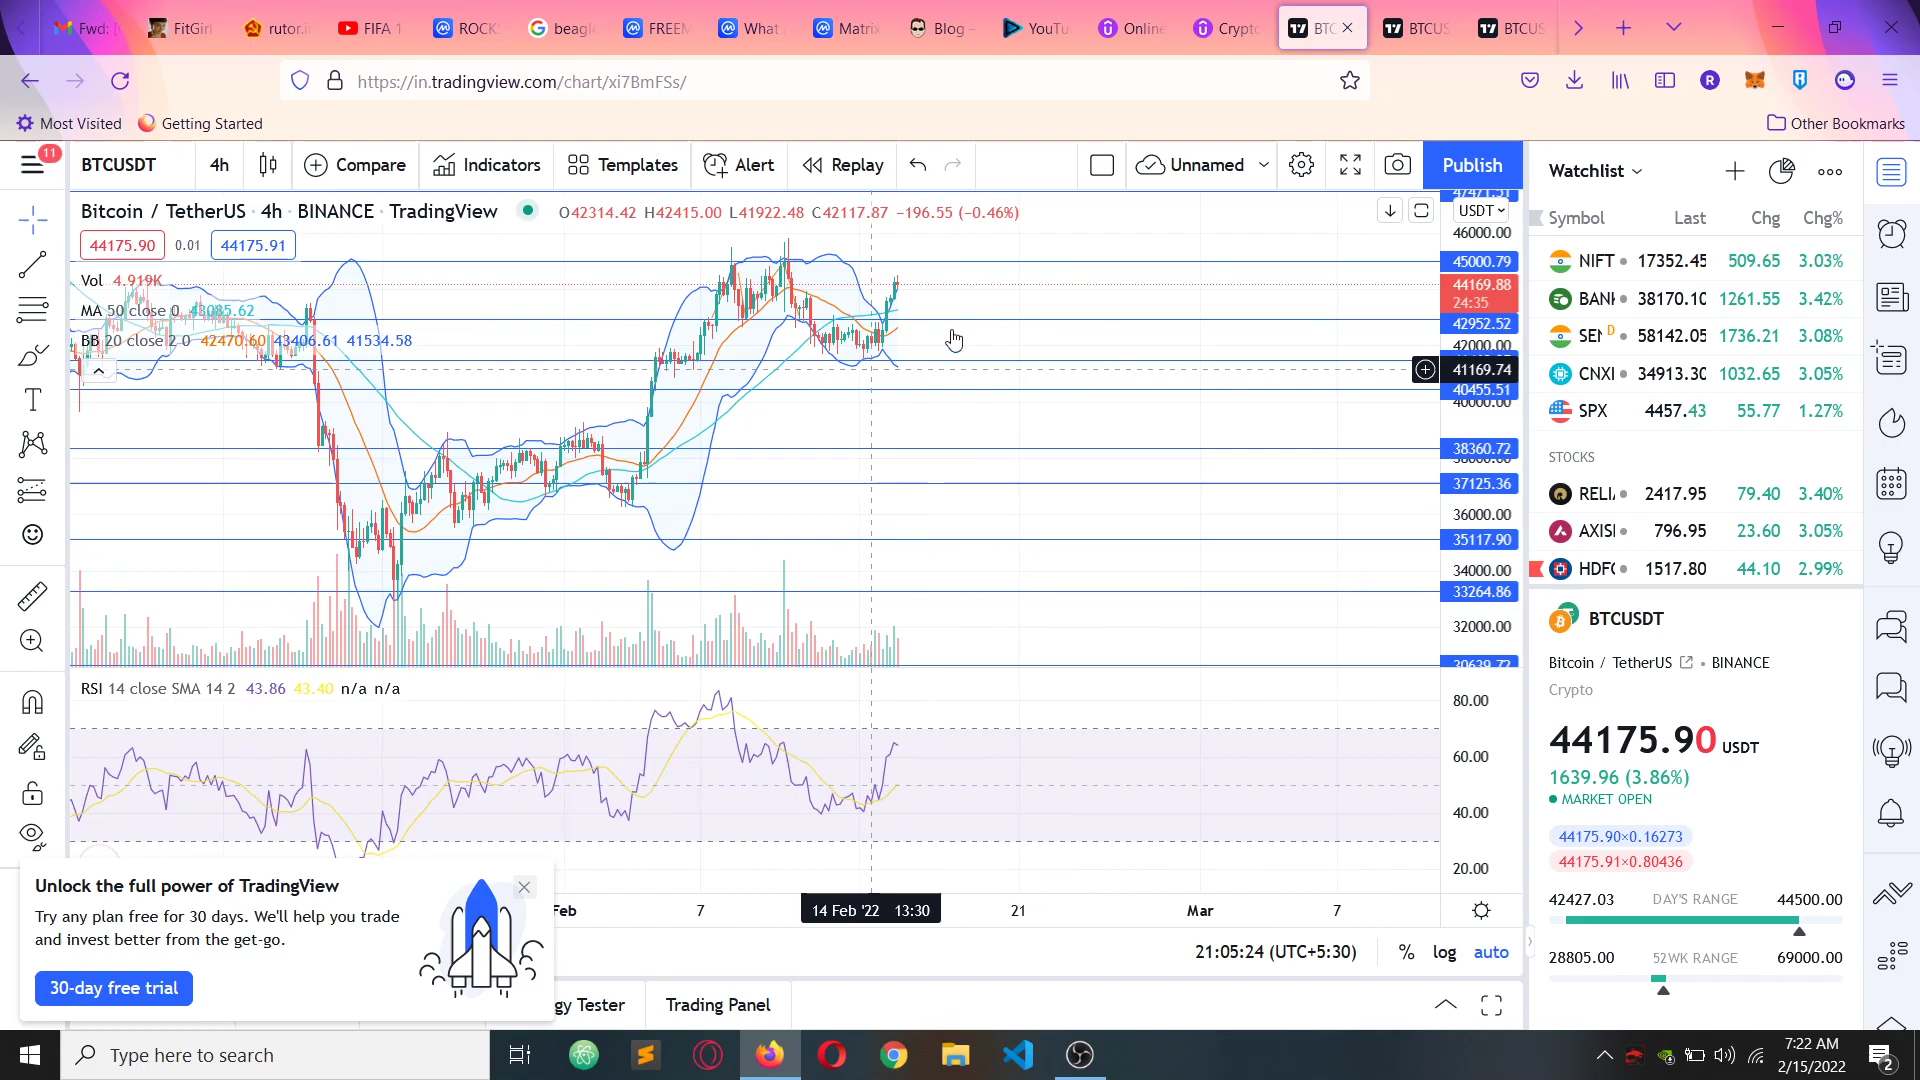 Fwd: [
FitGirl
rutor.i
FIFA 1
ROCK
beagl
FREEM
What
Matrix
Blog –
YouTu
Online
Crypto
BTC
BTCUS
BTCUS
https://in.tradingview.com/chart/xi7BmFSs/
Most Visited
Getting Started
Other Bookmarks
11
BTCUSDT
4h
Compare
Indicators
Templates
Alert
Replay
Unnamed
Publish
Bitcoin / TetherUS · 4h · BINANCE · TradingView
O42314.42 H42415.00 L41922.48 C42117.87 −196.55 (−0.46%)
44175.90 0.01 44175.91
Vol 4.919K
MA 50 close 0 43085.62
BB 20 close 2 0 42470.60 43406.61 41534.58
47471.51
USDT
46000.00
45000.79
44169.88
24:35
42952.52
42000.00
41169.74
40455.51
40000.00
38360.72
38000.00
37125.36
36000.00
35117.90
34000.00
33264.86
32000.00
30639.72
RSI 14 close SMA 14 2 43.86 43.40 n/a n/a
80.00
60.00
40.00
20.00
Feb
7
14 Feb '22 13:30
21
Mar
7
21:05:24 (UTC+5:30)
%
log
auto
Unlock the full power of TradingView
Try any plan free for 30 days. We'll help you trade
and invest better from the get-go.
30-day free trial
gy Tester
Trading Panel
Watchlist
Symbol Last Chg Chg%
NIFT 17352.45 509.65 3.03%
BANK 38170.10 1261.55 3.42%
SEN D 58142.05 1736.21 3.08%
CNXI 34913.30 1032.65 3.05%
SPX 4457.43 55.77 1.27%
STOCKS
RELI 2417.95 79.40 3.40%
AXISI 796.95 23.60 3.05%
HDFC 1517.80 44.10 2.99%
BTCUSDT
Bitcoin / TetherUS • BINANCE
Crypto
44175.90 USDT
1639.96 (3.86%)
MARKET OPEN
44175.90×0.16273
44175.91×0.80436
42427.03 DAY'S RANGE 44500.00
28805.00 52WK RANGE 69000.00
Type here to search
7:22 AM
2/15/2022
2